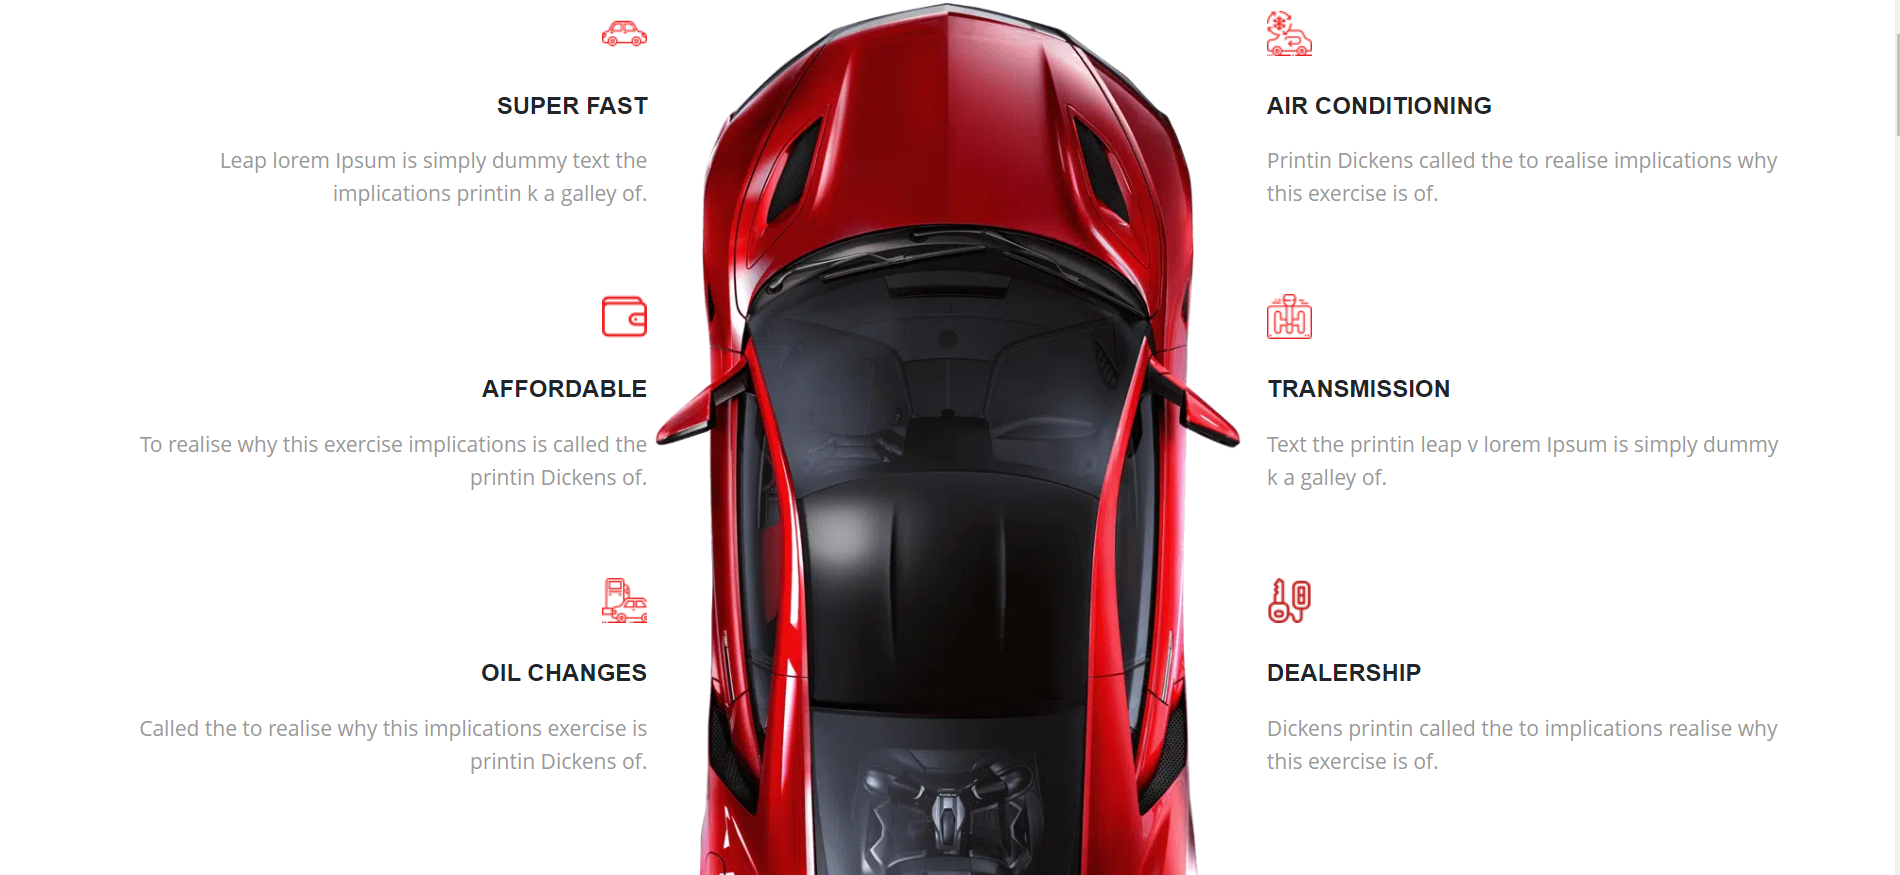 SUPER FAST
Leap lorem Ipsum is simply dummy text the
implications printin k a galley of.
AFFORDABLE
To realise why this exercise implications is called the
printin Dickens of.
OIL CHANGES
Called the to realise why this implications exercise is
printin Dickens of.
AIR CONDITIONING
Printin Dickens called the to realise implications why
this exercise is of.
TRANSMISSION
Text the printin leap v lorem Ipsum is simply dummy
k a galley of.
DEALERSHIP
Dickens printin called the to implications realise why
this exercise is of.